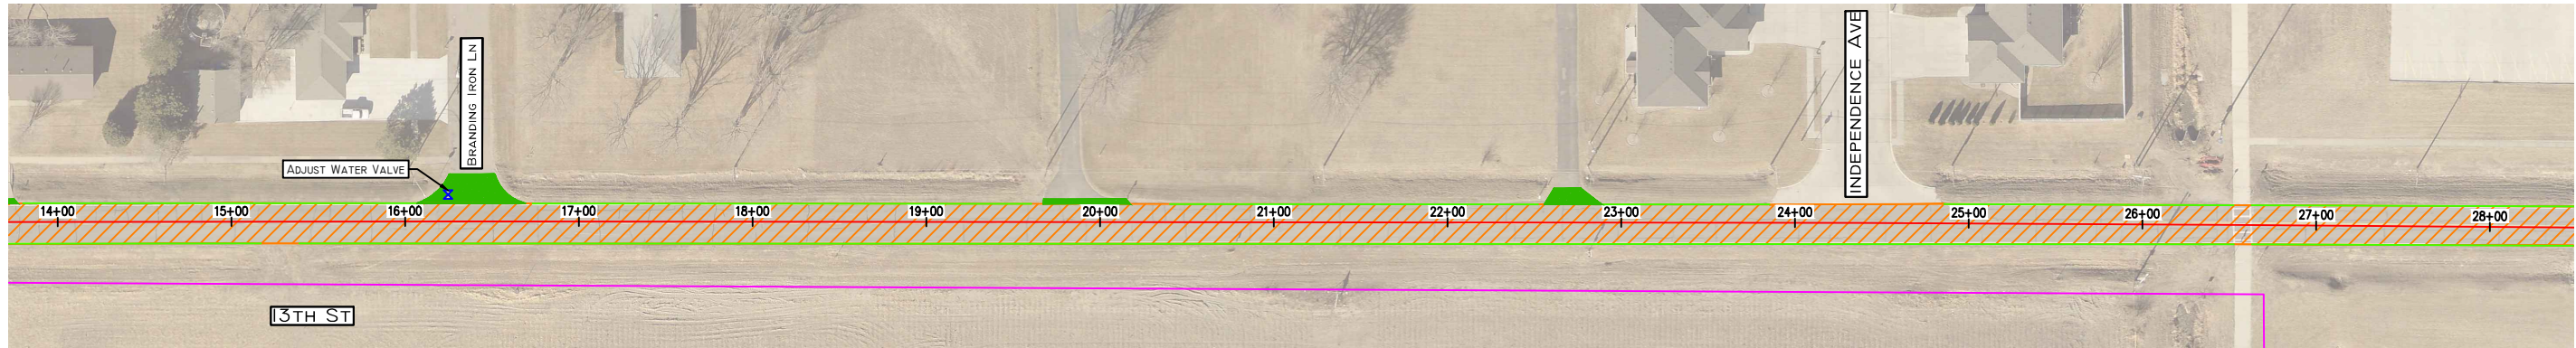 BRANDING IRON LN
INDEPENDENCE AVE
ADJUST WATER VALVE
14+00 15+00 16+00 17+00 18+00 19+00 20+00 21+00 22+00 23+00 24+00 25+00 26+00 27+00 28+00
13TH ST